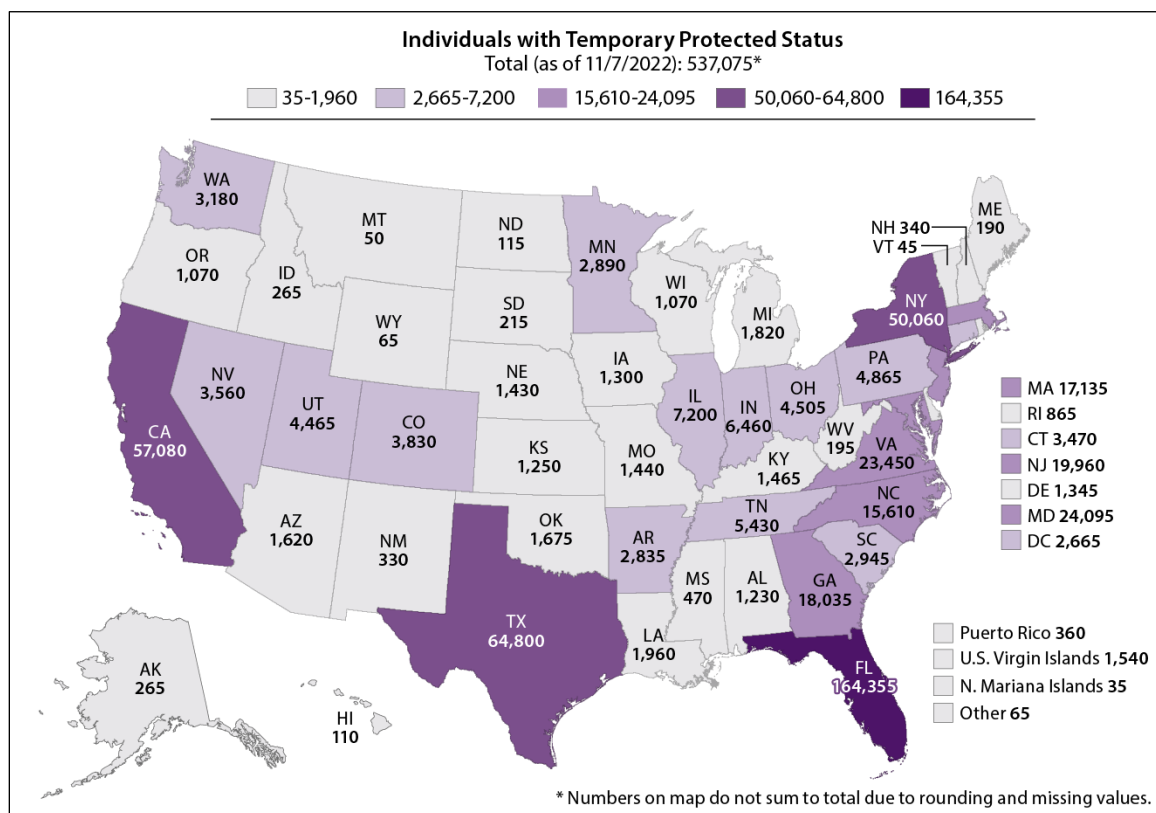 Individuals with Temporary Protected Status
Total (as of 11/7/2022): 537,075*
35-1,960 2,665-7,200 15,610-24,095 50,060-64,800 164,355
WA
3,180
OR
1,070
ID
265
MT
50
ND
115
MN
2,890
WI
1,070
MI
1,820
NH 340
VT 45
ME
190
NY
50,060
WY
65
SD
215
IA
1,300
NE
1,430
PA
4,865
CA
57,080
NV
3,560
UT
4,465
CO
3,830
KS
1,250
MO
1,440
IL
7,200
IN
6,460
OH
4,505
WV
195
VA
23,450
KY
1,465
NC
15,610
TN
5,430
SC
2,945
AZ
1,620
NM
330
OK
1,675
AR
2,835
MS
470
AL
1,230
GA
18,035
TX
64,800
LA
1,960
FL
164,355
AK
265
HI
110
MA 17,135
RI 865
CT 3,470
NJ 19,960
DE 1,345
MD 24,095
DC 2,665
Puerto Rico 360
U.S. Virgin Islands 1,540
N. Mariana Islands 35
Other 65
* Numbers on map do not sum to total due to rounding and missing values.